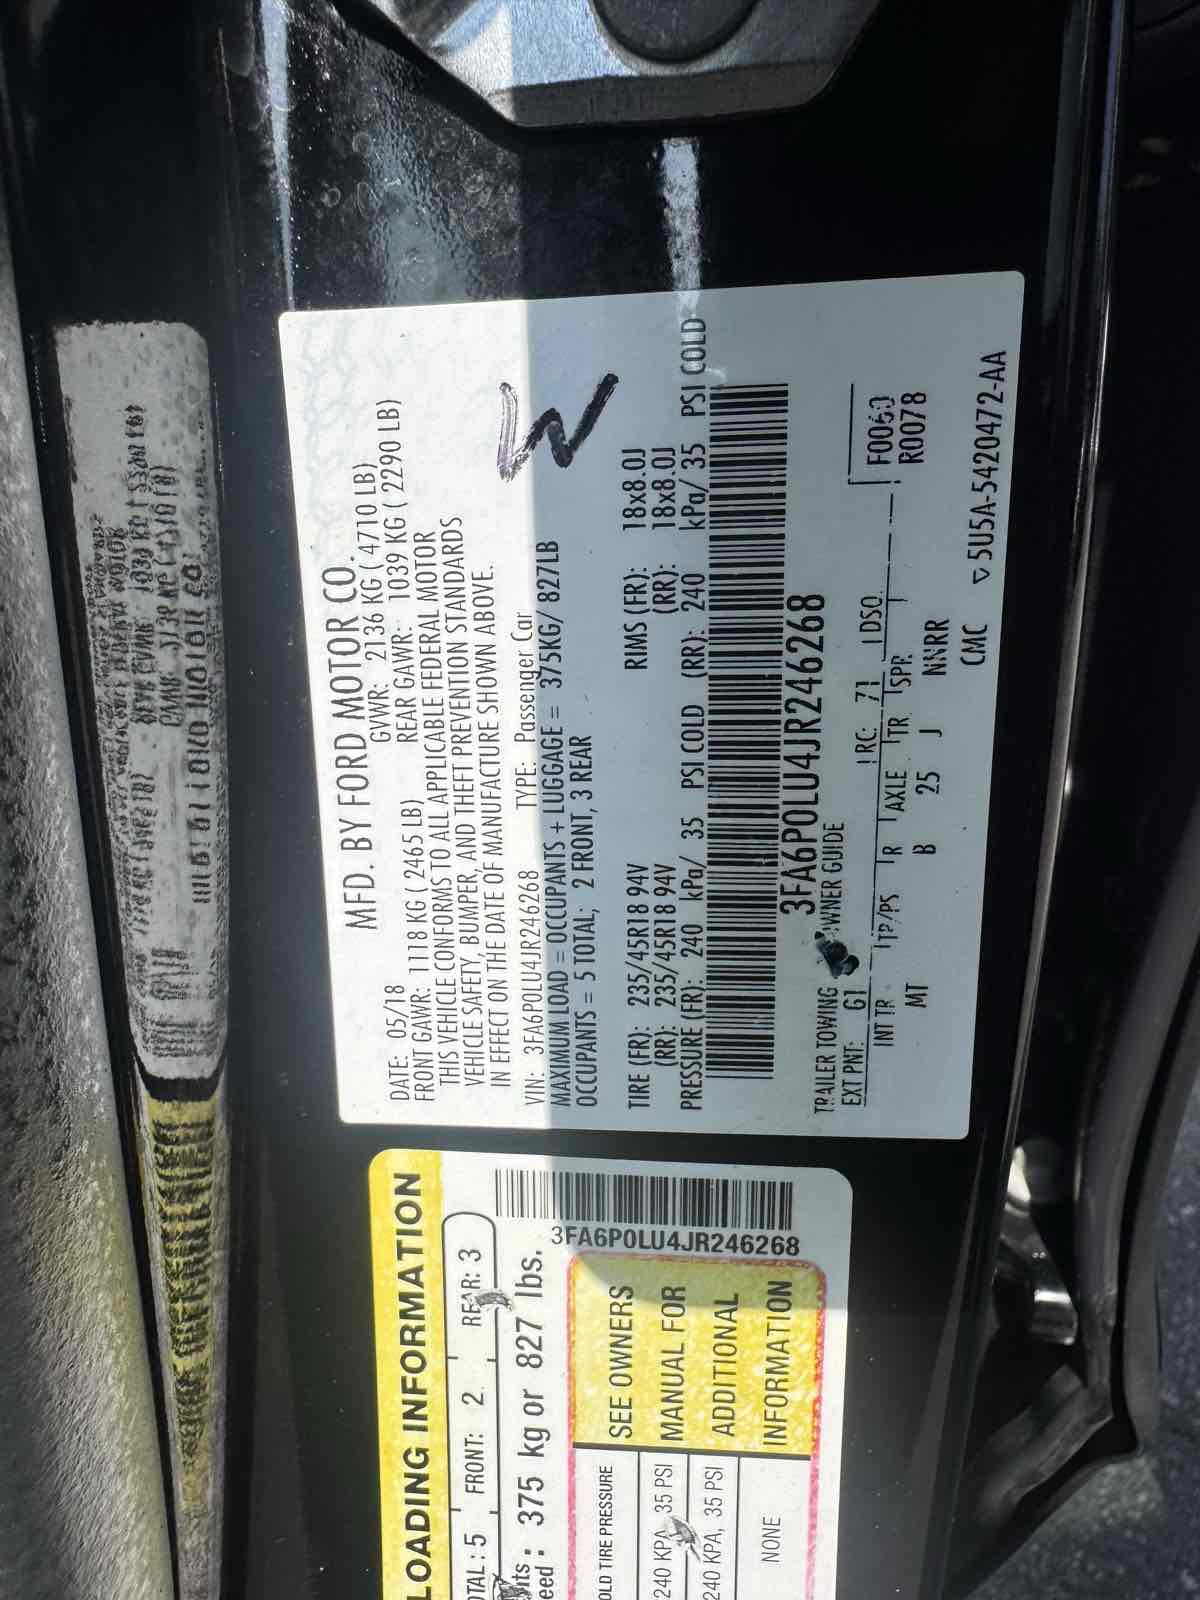 MFD. BY FORD MOTOR CO.
DATE: 05/18 GVWR: 2136 KG ( 4710 LB)
FRONT GAWR: 1118 KG ( 2465 LB) REAR GAWR: 1039 KG ( 2290 LB)
THIS VEHICLE CONFORMS TO ALL APPLICABLE FEDERAL MOTOR
VEHICLE SAFETY, BUMPER, AND THEFT PREVENTION STANDARDS
IN EFFECT ON THE DATE OF MANUFACTURE SHOWN ABOVE.
VIN: 3FA6P0LU4JR246268 TYPE: Passenger Car
MAXIMUM LOAD = OCCUPANTS + LUGGAGE = 375KG/ 827LB
OCCUPANTS = 5 TOTAL, 2 FRONT, 3 REAR
TIRE (FR): 235/45R18 94V RIMS (FR): 18x8.0J
(RR): 235/45R18 94V (RR): 18x8.0J
PRESSURE (FR): 240 kPa/ 35 PSI COLD (RR): 240 kPa/ 35 PSI COLD
3FA6P0LU4JR246268
TRAILER TOWING OWNER GUIDE
EXT PNT: G1 RC: 71 DSO: F0060
INT TR TP/PS R AXLE TR SPR R0078
MT B 25 J NNRR
CMC 5U5A-5420472-AA
LOADING INFORMATION
FRONT: 2 REAR: 3
375 kg or 827 lbs.
3FA6P0LU4JR246268
TIRE PRESSURE
240 KPA, 35 PSI
240 KPA, 35 PSI
NONE
SEE OWNERS
MANUAL FOR
ADDITIONAL
INFORMATION